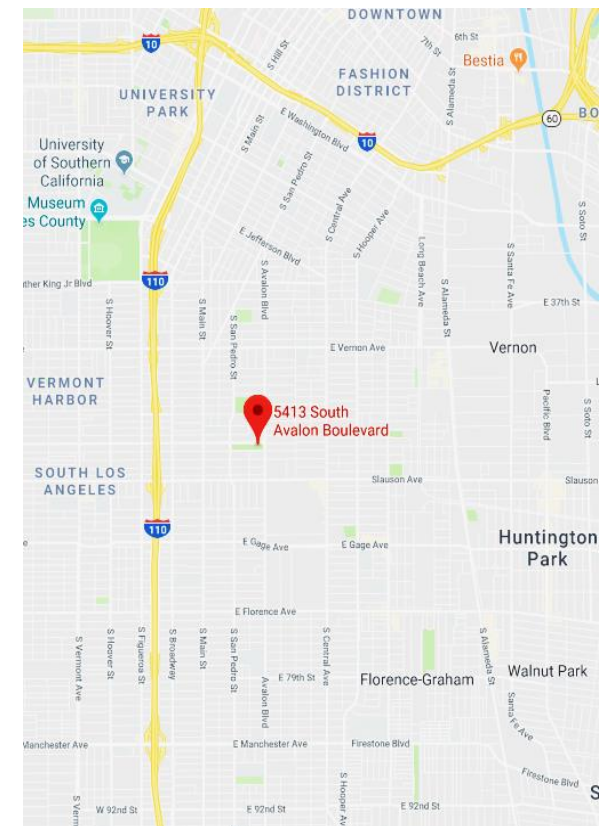 DOWNTOWN
10
S Hill St
7th St
6th St
Bestia
FASHION
DISTRICT
S Alameda St
UNIVERSITY
PARK
60
BO
E Washington Blvd
S Main St
10
University
of Southern
California
S San Pedro St
Museum
es County
S Central Ave
S Hooper Ave
S Soto St
E Jefferson Blvd
S Avalon Blvd
Long Beach Ave
S Santa Fe Ave
S Alameda St
110
ther King Jr Blvd
S Hoover St
S Main St
S San Pedro St
E 37th St
E Vernon Ave
Vernon
VERMONT
HARBOR
L
Pacific Blvd
S Soto St
5413 South
Avalon Boulevard
SOUTH LOS
ANGELES
Slauson Ave
Slauson
110
e
E Gage Ave
E Gage Ave
Huntington
Park
E Florence Ave
S Vermont Ave
S Hoover St
S Figueroa St
S Broadway
S Main St
S San Pedro St
S Central Ave
S Alameda St
Avalon Blvd
E 79th St
Florence-Graham
Walnut Park
Santa Fe Ave
Manchester Ave
E Manchester Ave
Firestone Blvd
Firestone Blvd
S
S Verm
W 92nd St
E 92nd St
S Hooper Av
E 92nd St